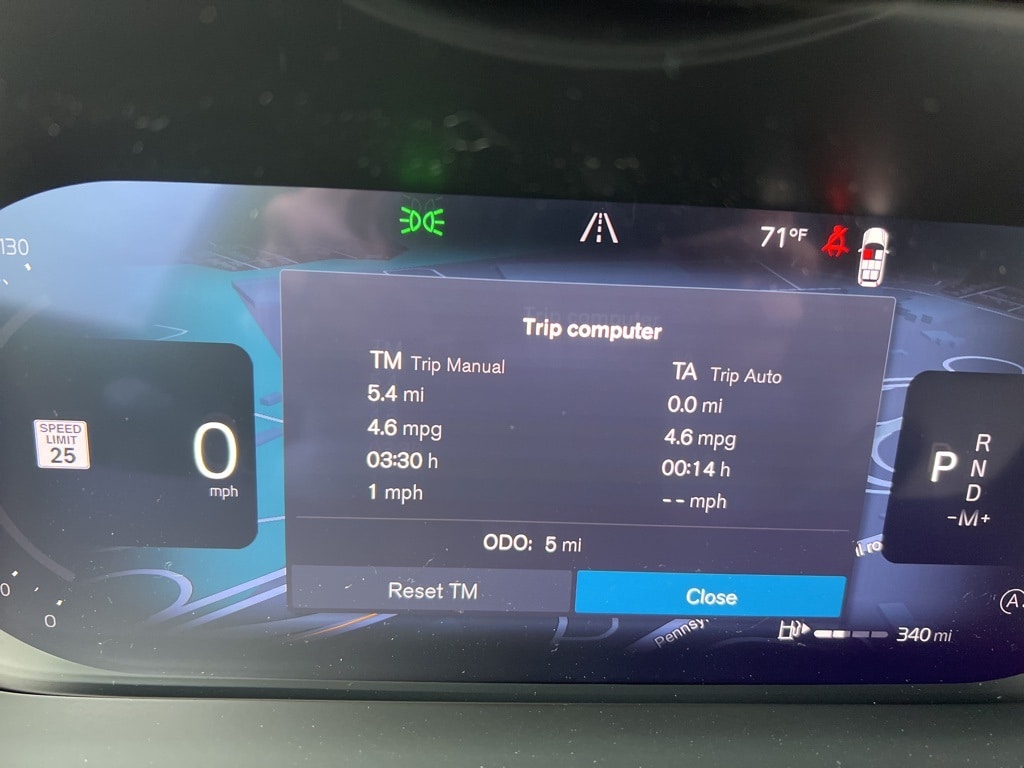 130
71°F
Trip computer
TM Trip Manual
5.4 mi
4.6 mpg
03:30 h
1 mph
TA Trip Auto
0.0 mi
4.6 mpg
00:14 h
-- mph
SPEED
LIMIT
25
0
mph
R
P N
D
-M+
ODO: 5 mi
Reset TM
Close
0
0
A
340 mi